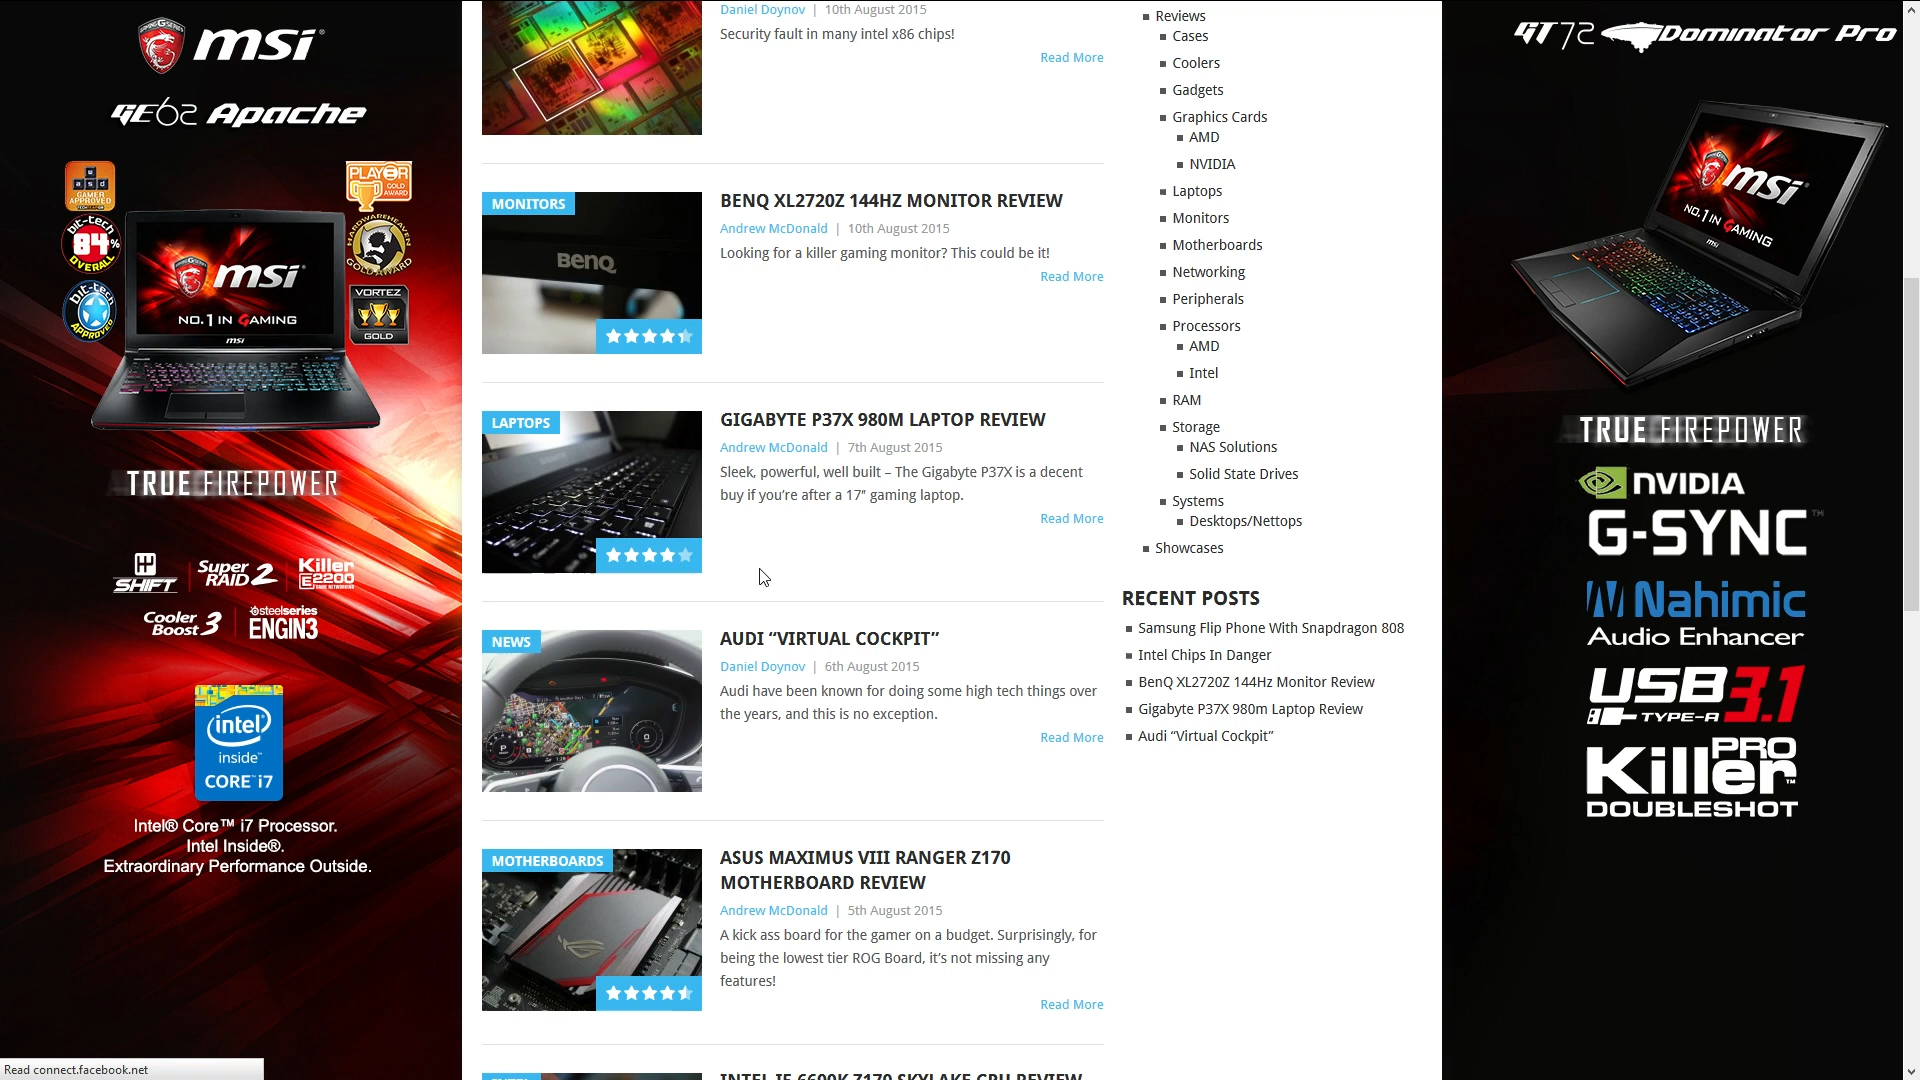 msi
GE62 Apache
GAMER APPROVED
PLAY3R
GOLD AWARD
bit-tech
84%
OVERALL
HARDWAREHEAVEN
GOLD AWARD
bit-tech
APPROVED
VORTEZ
GOLD
msi
NO.1 IN GAMING
msi
TRUE FIREPOWER
SHIFT
Super RAID 2
Killer E2200
Cooler Boost 3
steelseries ENGIN3
intel inside™
CORE™ i7
Intel® Core™ i7 Processor.
Intel Inside®.
Extraordinary Performance Outside.
Read connect.facebook.net
Daniel Doynov | 10th August 2015
Security fault in many intel x86 chips!
Read More
MONITORS
BenQ
BENQ XL2720Z 144HZ MONITOR REVIEW
Andrew McDonald | 10th August 2015
Looking for a killer gaming monitor? This could be it!
Read More
LAPTOPS
GIGABYTE P37X 980M LAPTOP REVIEW
Andrew McDonald | 7th August 2015
Sleek, powerful, well built – The Gigabyte P37X is a decent
buy if you’re after a 17″ gaming laptop.
Read More
NEWS
AUDI “VIRTUAL COCKPIT”
Daniel Doynov | 6th August 2015
Audi have been known for doing some high tech things over
the years, and this is no exception.
Read More
MOTHERBOARDS
ASUS MAXIMUS VIII RANGER Z170
MOTHERBOARD REVIEW
Andrew McDonald | 5th August 2015
A kick ass board for the gamer on a budget. Surprisingly, for
being the lowest tier ROG Board, it’s not missing any
features!
Read More
INTEL I5 6600K Z170 SKYLAKE CPU REVIEW
Reviews
Cases
Coolers
Gadgets
Graphics Cards
AMD
NVIDIA
Laptops
Monitors
Motherboards
Networking
Peripherals
Processors
AMD
Intel
RAM
Storage
NAS Solutions
Solid State Drives
Systems
Desktops/Nettops
Showcases
RECENT POSTS
Samsung Flip Phone With Snapdragon 808
Intel Chips In Danger
BenQ XL2720Z 144Hz Monitor Review
Gigabyte P37X 980m Laptop Review
Audi “Virtual Cockpit”
GT72 Dominator Pro
msi
NO.1 IN GAMING
msi
TRUE FIREPOWER
NVIDIA
G-SYNC™
Nahimic
Audio Enhancer
USB 3.1
TYPE-A
Killer PRO™
DOUBLESHOT